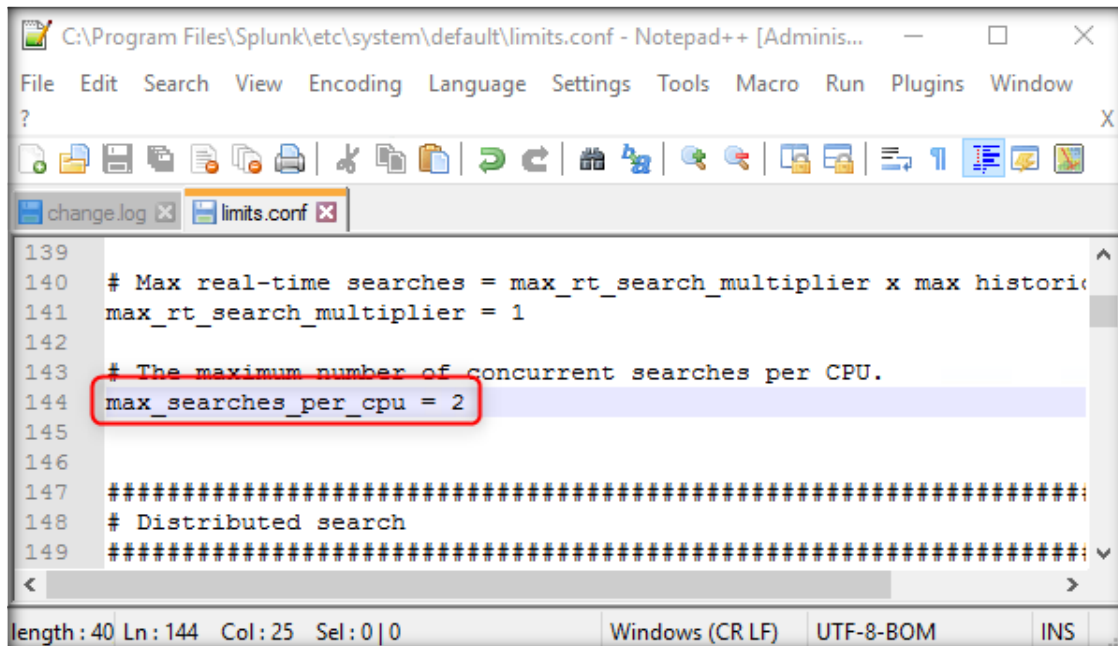 C:\Program Files\Splunk\etc\system\default\limits.conf - Notepad++ [Adminis...
File Edit Search View Encoding Language Settings Tools Macro Run Plugins Window
? X
change.log limits.conf
139
140 # Max real-time searches = max_rt_search_multiplier x max historic
141 max_rt_search_multiplier = 1
142
143 # The maximum number of concurrent searches per CPU.
144 max_searches_per_cpu = 2
145
146
147 ##################################################################
148 # Distributed search
149 ##################################################################
length : 40 Ln : 144 Col : 25 Sel : 0 | 0 Windows (CR LF) UTF-8-BOM INS